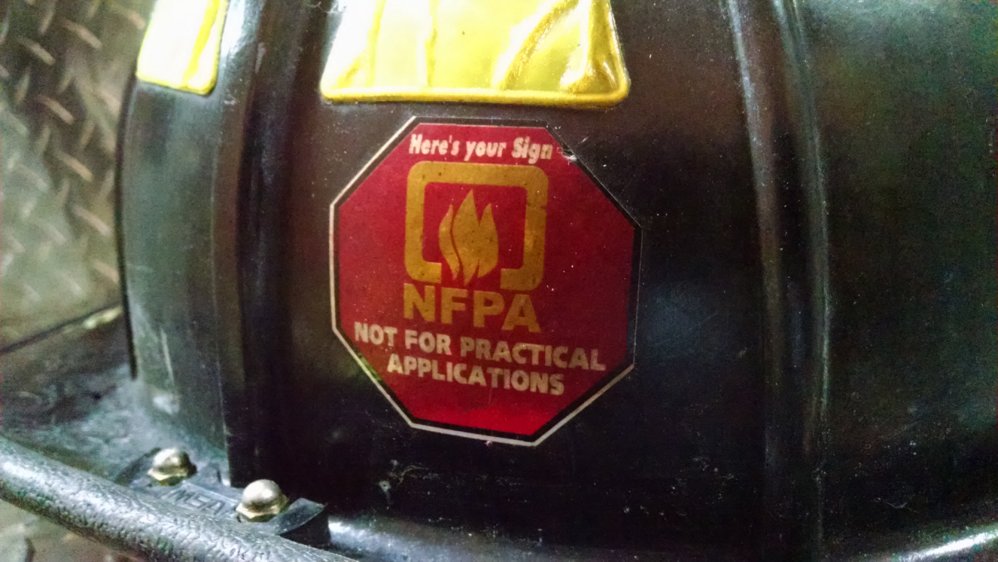 Here's your Sign
NFPA
NOT FOR PRACTICAL
APPLICATIONS